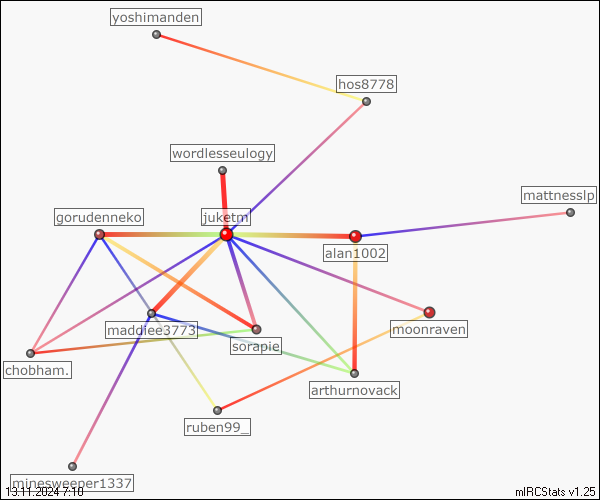 yoshimanden
hos8778
wordlesseulogy
mattnesslp
gorudenneko
juketm
alan1002
maddiee3773
moonraven
sorapie
chobham.
arthurnovack
ruben99_
minesweeper1337
13.11.2024 7:10
mIRCStats v1.25